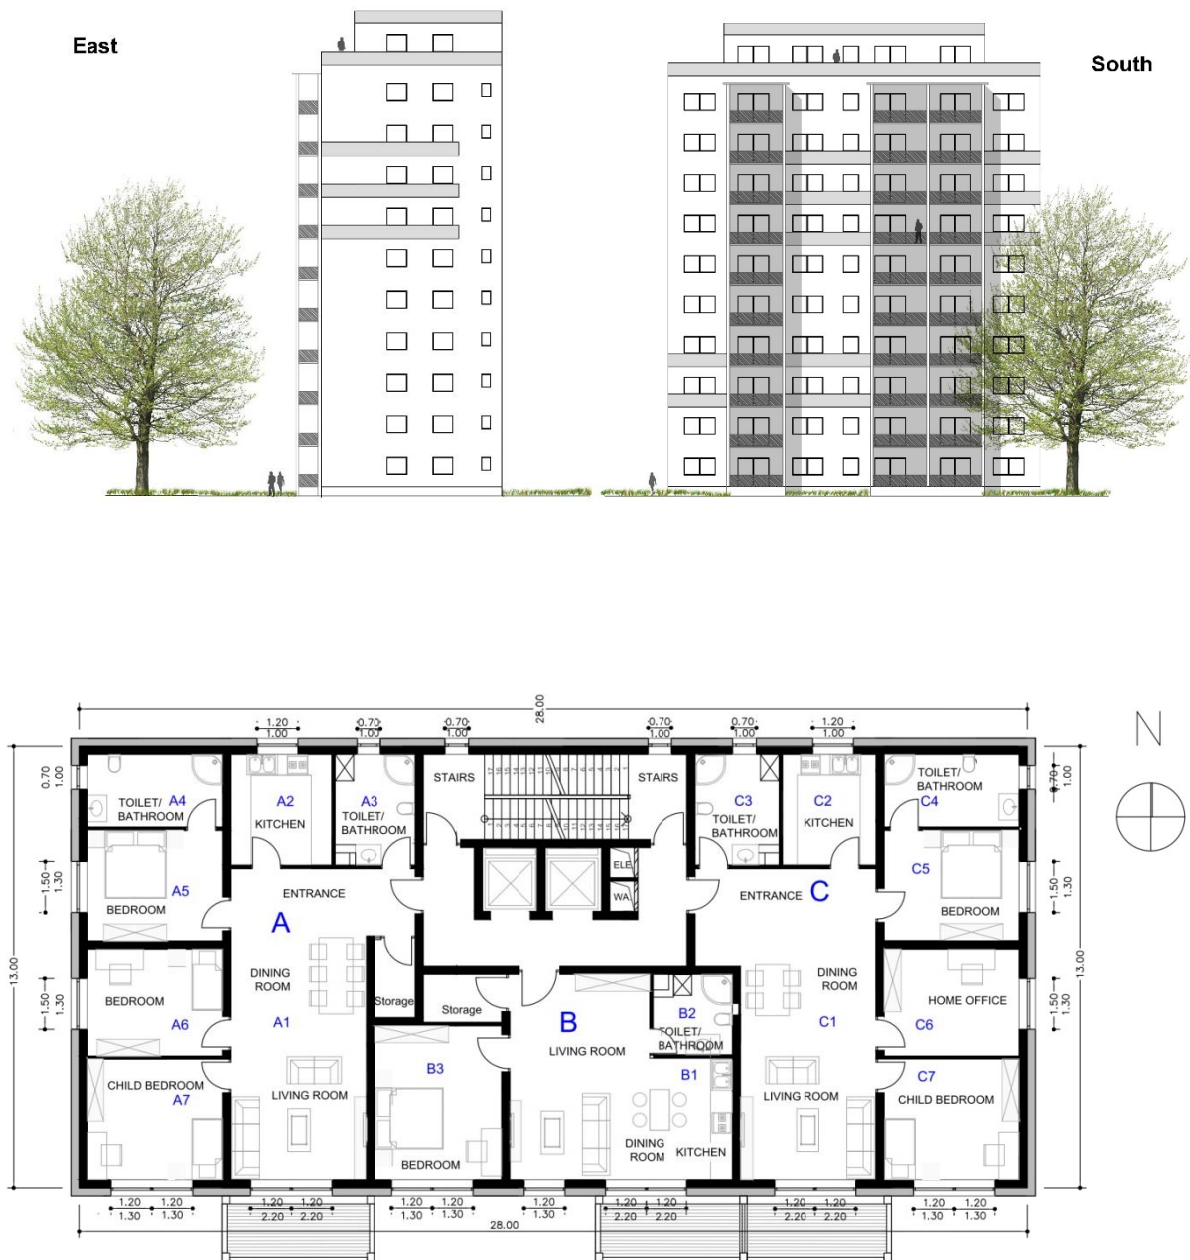 East
South
28.00
1.20
1.00
0.70
1.00
0.70
1.00
0.70
1.00
0.70
1.00
1.20
1.00
N
0.70
1.00
TOILET/
BATHROOM
A4
A2
KITCHEN
A3
TOILET/
BATHROOM
STAIRS
STAIRS
C3
TOILET/
BATHROOM
C2
KITCHEN
TOILET/
BATHROOM
C4
0.70
1.00
ELE
WA
1.50
1.30
A5
BEDROOM
ENTRANCE
A
ENTRANCE
C
C5
BEDROOM
1.50
1.30
13.00
13.00
1.50
1.30
BEDROOM
A6
DINING
ROOM
A1
Storage
Storage
B
LIVING ROOM
B2
TOILET/
BATHROOM
DINING
ROOM
C1
HOME OFFICE
C6
1.50
1.30
CHILD BEDROOM
A7
LIVING ROOM
B3
BEDROOM
B1
DINING
ROOM
KITCHEN
LIVING ROOM
C7
CHILD BEDROOM
1.20 1.20
1.30 1.30
1.20 1.20
2.20 2.20
1.20 1.20
1.30 1.30
1.20
1.30
1.20 1.20
2.20 2.20
1.20 1.20
2.20 2.20
1.20 1.20
1.30 1.30
28.00